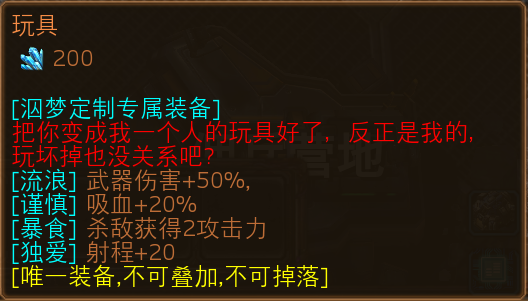 玩具
200
[泅梦定制专属装备]
把你变成我一个人的玩具好了，反正是我的，
玩坏掉也没关系吧?
[流浪] 武器伤害+50%,
[谨慎] 吸血+20%
[暴食] 杀敌获得2攻击力
[独爱] 射程+20
[唯一装备,不可叠加,不可掉落]